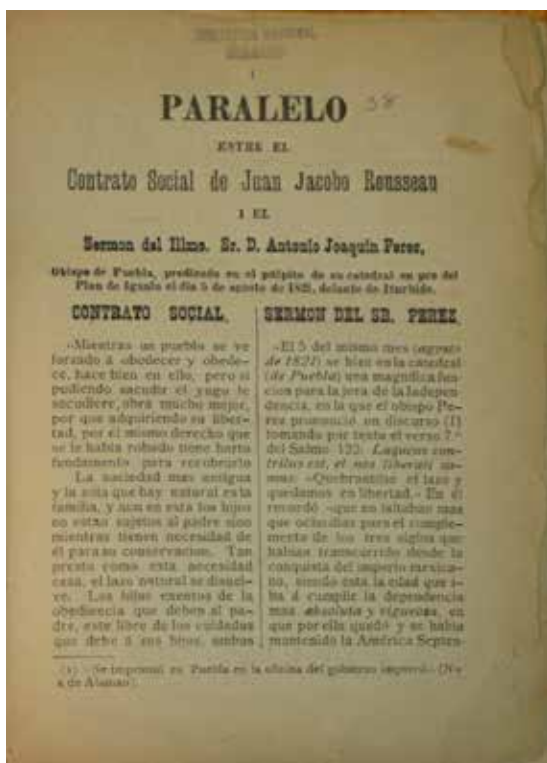 PARALELO
38
ENTRE EL
Contrato Social de Juan Jacobo Rousseau
I EL
Sermon del Illmo. Sr. D. Antonio Joaquin Perez,
Obispo de Puebla, predicado en el púlpito de su catedral en pro del
Plan de Iguala el dia 5 de agosto de 1821, delante de Iturbide.
CONTRATO SOCIAL.
«Mientras un pueblo se ve
forzado á obedecer y obede-
ce, hace bien en ello, pero si
pudiendo sacudir el yugo le
sacudiere, obra mucho mejor,
por que adquiriendo su liber-
tad, por el mismo derecho que
se le habia robado tiene harto
fundamento para recobrarlo
La sociedad mas antigua
y la sola que hay natural es la
familia, y aun en esta los hijos
no estan sujetos al padre sino
mientras tienen necesidad de
él para su conservacion. Tan
presto como esta necesidad
cesa, el lazo natural se disuel-
ve. Los hijos exentos de la
obediencia que deben al pa-
dre, este libre de los cuidados
que debe á sus hijos, ambos
SERMON DEL SR. PEREZ.
«El 5 del mismo mes (agosto
de 1821) se hizo en la catedral
(de Puebla) una magnifica fun-
cion para la jura de la Indepen-
dencia, en la que el obispo Pe-
rez pronunció un discurso (1)
tomando por testo el verso 7.º
del Salmo 123: Laqueus con-
tritus est, et nos liberati su-
mus: «Quebrantóse el lazo y
quedamos en libertad.» En él
recordó «que no faltaban mas
que ocho dias para el comple-
mento de los tres siglos que
habian transcurrido desde la
conquista del imperio mexica-
no, siendo esta la edad que i-
ba á cumplir la dependencia
mas absoluta y rigurosa, en
que por ella quedó y se habia
mantenido la América Septen-
(1) «Se imprimió en Puebla en la oficina del gobierno imperial» (No-
a de Alaman).